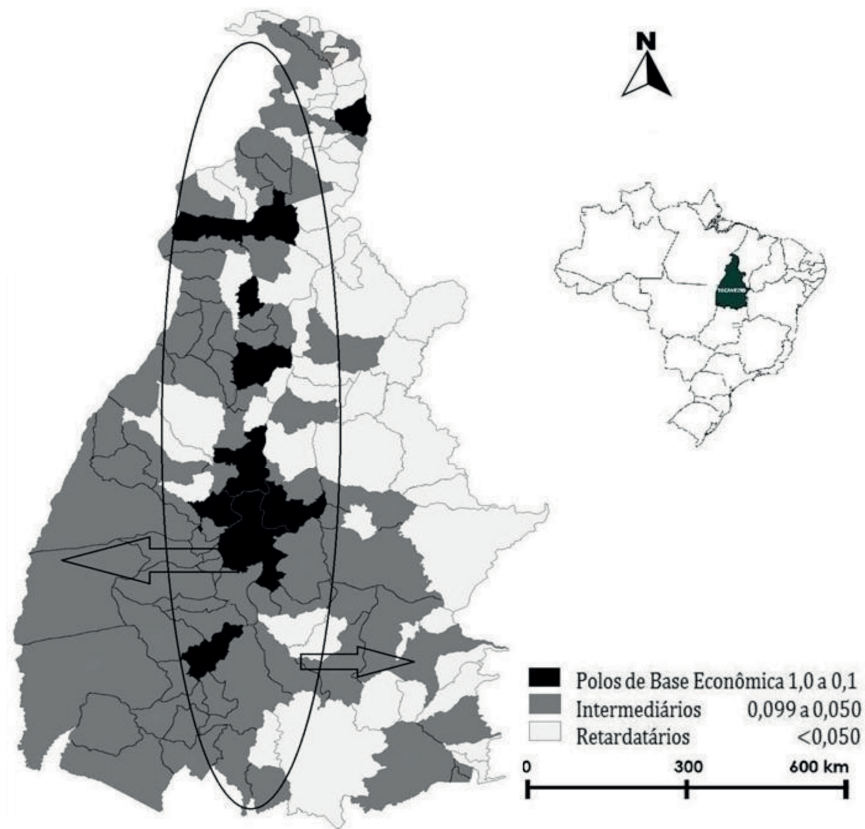 N
TOCANTINS
Polos de Base Econômica 1,0 a 0,1
Intermediários 0,099 a 0,050
Retardatários <0,050
0 300 600 km